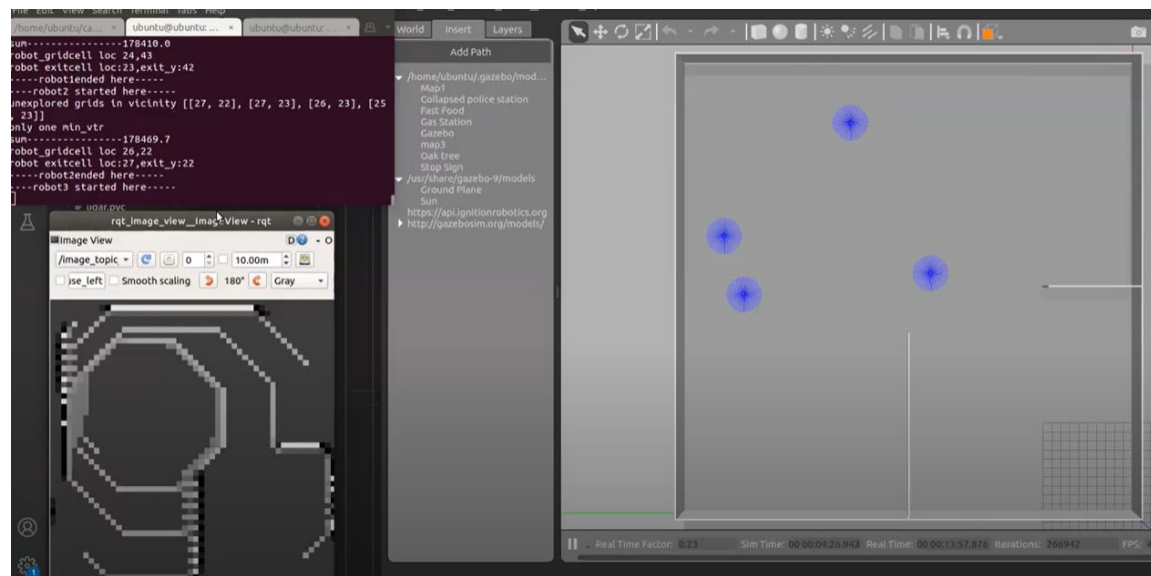 File Edit View Search Terminal Tabs Help
/home/ubuntu/ca... × ubuntu@ubuntu: ... × ubuntu@ubuntu: ... ×
sum----------------178410.0
robot_gridcell loc 24,43
robot exitcell loc:23,exit_y:42
-----robot1ended here-----
----robot2 started here-----
unexplored grids in vicinity [[27, 22], [27, 23], [26, 23], [25
, 23]]
only one min_vtr
sum----------------178469.7
robot_gridcell loc 26,22
robot exitcell loc:27,exit_y:22
-----robot2ended here-----
----robot3 started here-----
lidar.pyc
rqt_image_view__ImageView - rqt
Image View
D - O
/image_topic 0 10.00m
ise_left Smooth scaling 180° Gray
World Insert Layers
Add Path
/home/ubuntu/.gazebo/mod...
Map1
Collapsed police station
Fast Food
Gas Station
Gazebo
map3
Oak tree
Stop Sign
/usr/share/gazebo-9/models
Ground Plane
Sun
https://api.ignitionrobotics.org
http://gazebosim.org/models/
Real Time Factor: 0.23 Sim Time: 00 00:04:26.943 Real Time: 00 00:13:57.876 Iterations: 266942 FPS:
1